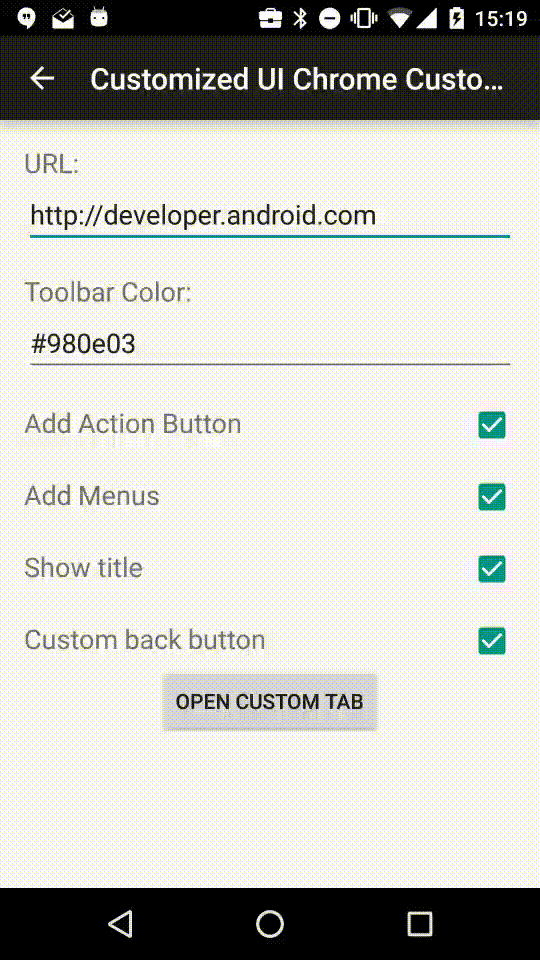 15:19
Customized UI Chrome Custo...
URL:
http://developer.android.com
Toolbar Color:
#980e03
Add Action Button
Add Menus
Show title
Custom back button
OPEN CUSTOM TAB